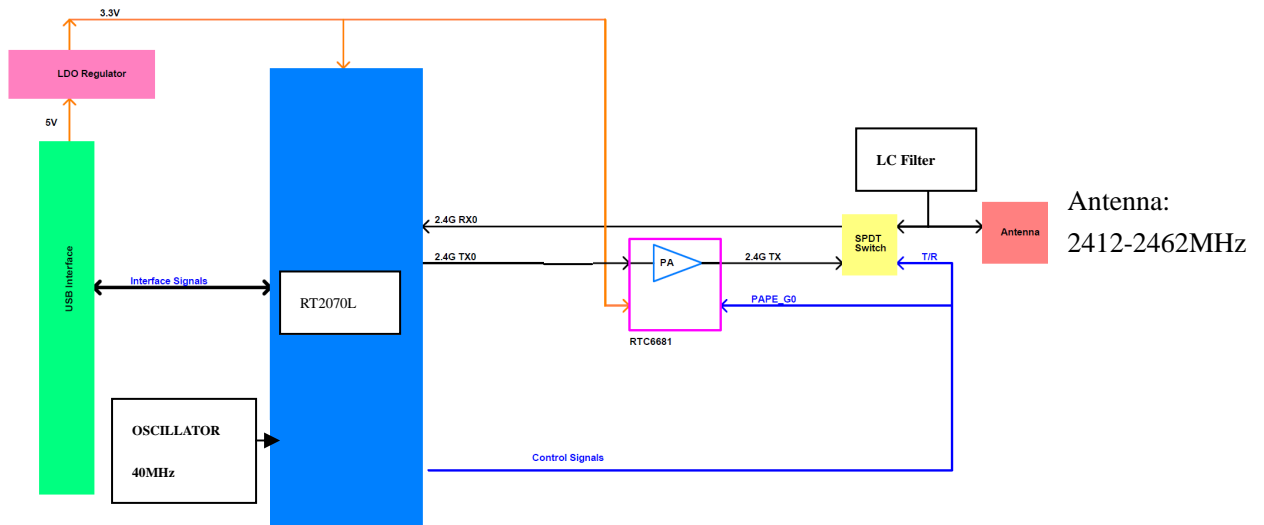 3.3V
LDO Regulator
5V
USB Interface
Interface Signals
RT2070L
OSCILLATOR
40MHz
2.4G RX0
2.4G TX0
PA
2.4G TX
RTC6681
PAPE_G0
Control Signals
SPDT
Switch
T/R
LC Filter
Antenna
Antenna:
2412-2462MHz